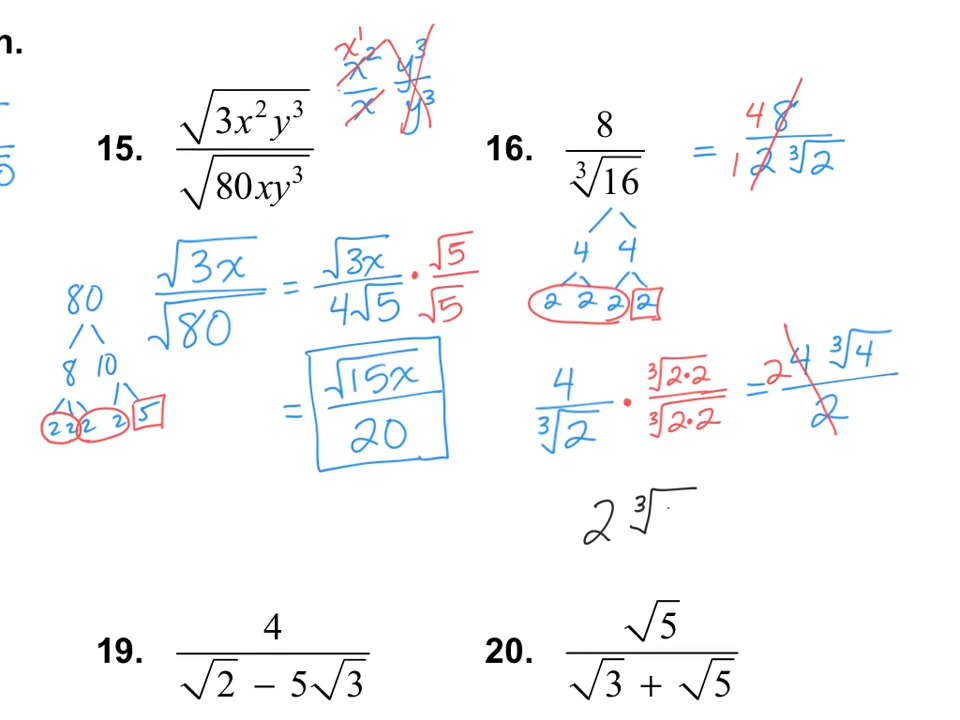 n.
15. √(3x²y³) / √(80xy³)
x¹ x²/x y³/y³
16. 8/∛16 = 4 8 / 1 2 ∛2
80
8 10
2 2 2 2 5
√3x / √80 = √3x / 4√5 • √5 / √5
= √15x / 20
4 4
2 2 2 2
4/∛2 • ∛2•2 / ∛2•2 = 2 4 ∛4 / 2
2 ∛
19. 4 / (√2 − 5√3)
20. √5 / (√3 + √5)